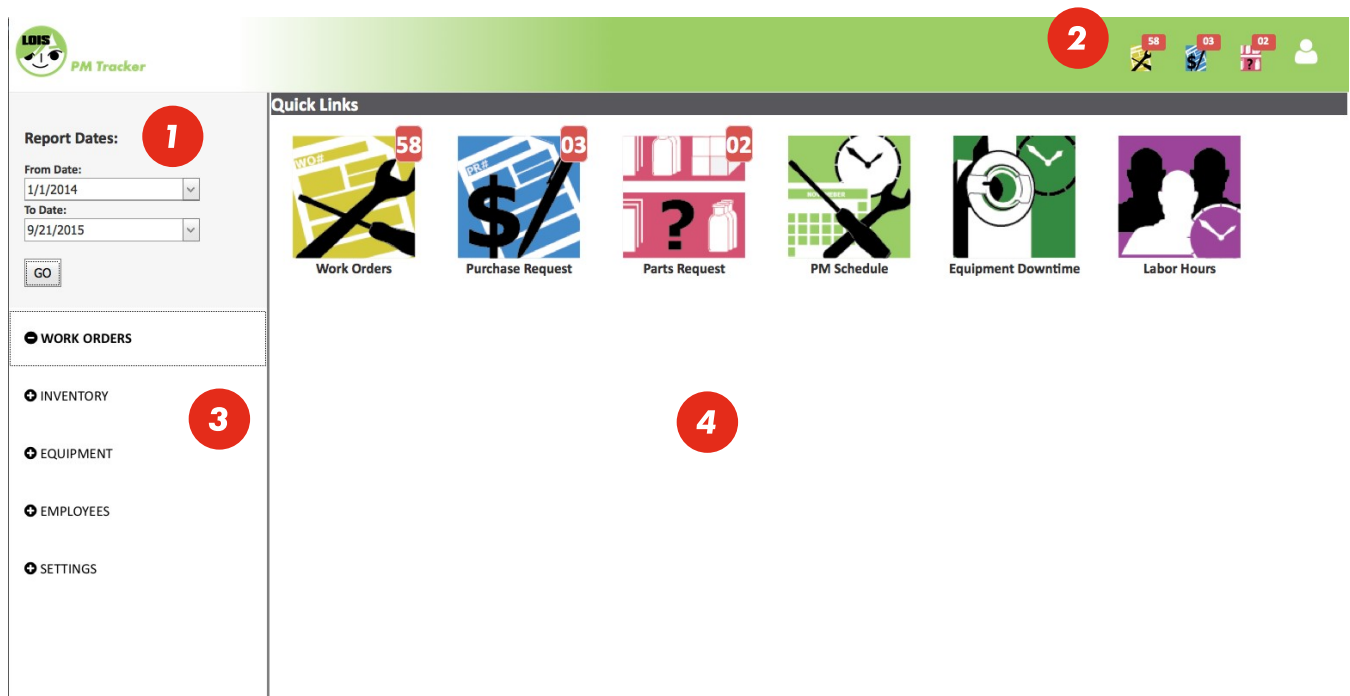 LOIS
PM Tracker
2
58
03
02
$/
?
1
Report Dates:
From Date:
1/1/2014
To Date:
9/21/2015
GO
WORK ORDERS
INVENTORY
3
EQUIPMENT
EMPLOYEES
SETTINGS
Quick Links
58
WO#
03
PR#
$
02
?
Work Orders
Purchase Request
Parts Request
PM Schedule
Equipment Downtime
Labor Hours
4